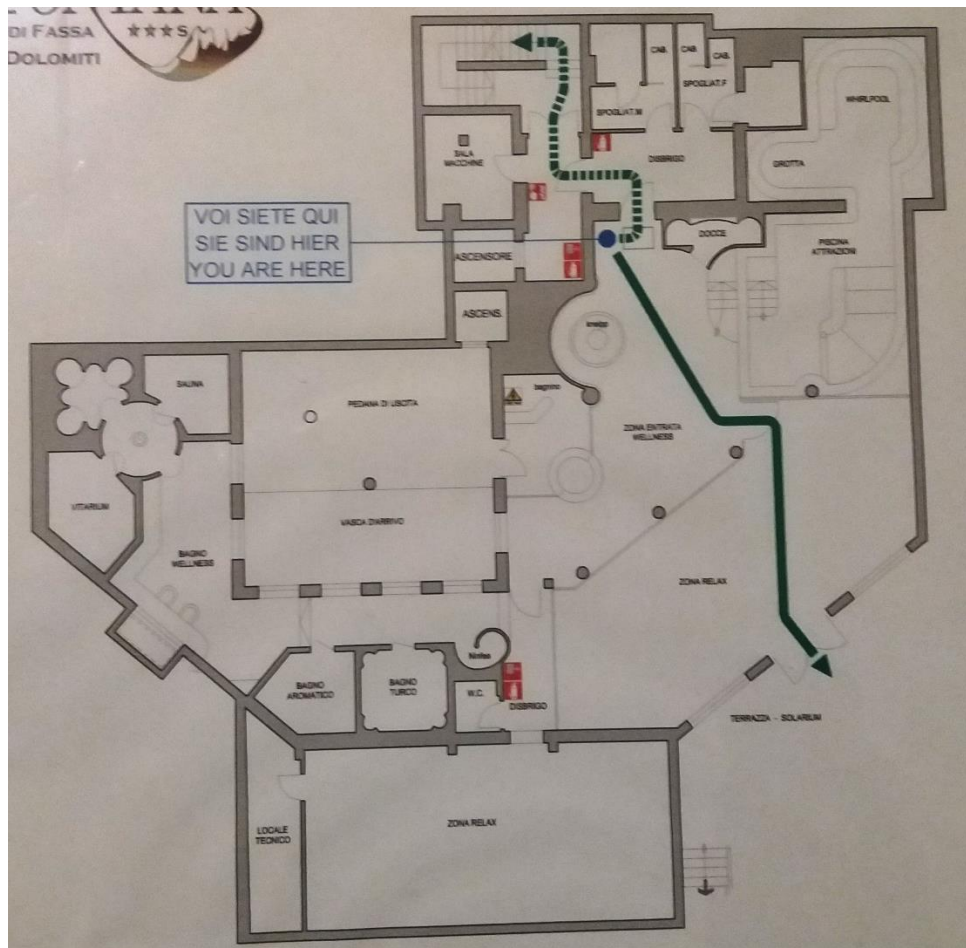 DI FASSA
★★★S
DOLOMITI
CAB.
CAB.
CAB.
SPOGLIAT.M
SPOGLIAT.F
WHIRLPOOL
SALA
MACCHINE
DISBRIGO
GROTTA
VOI SIETE QUI
SIE SIND HIER
YOU ARE HERE
DOCCE
PISCINA
ATTRAZIONI
ASCENSORE
ASCENS.
kneipp
SAUNA
PEDANA DI USCITA
bagnino
ZONA ENTRATA
WELLNESS
VASCA D'ARRIVO
BAGNO
WELLNESS
ZONA RELAX
BAGNO
AROMATICO
BAGNO
TURCO
W.C.
DISBRIGO
TERRAZZA - SOLARIUM
LOCALE
TECNICO
ZONA RELAX